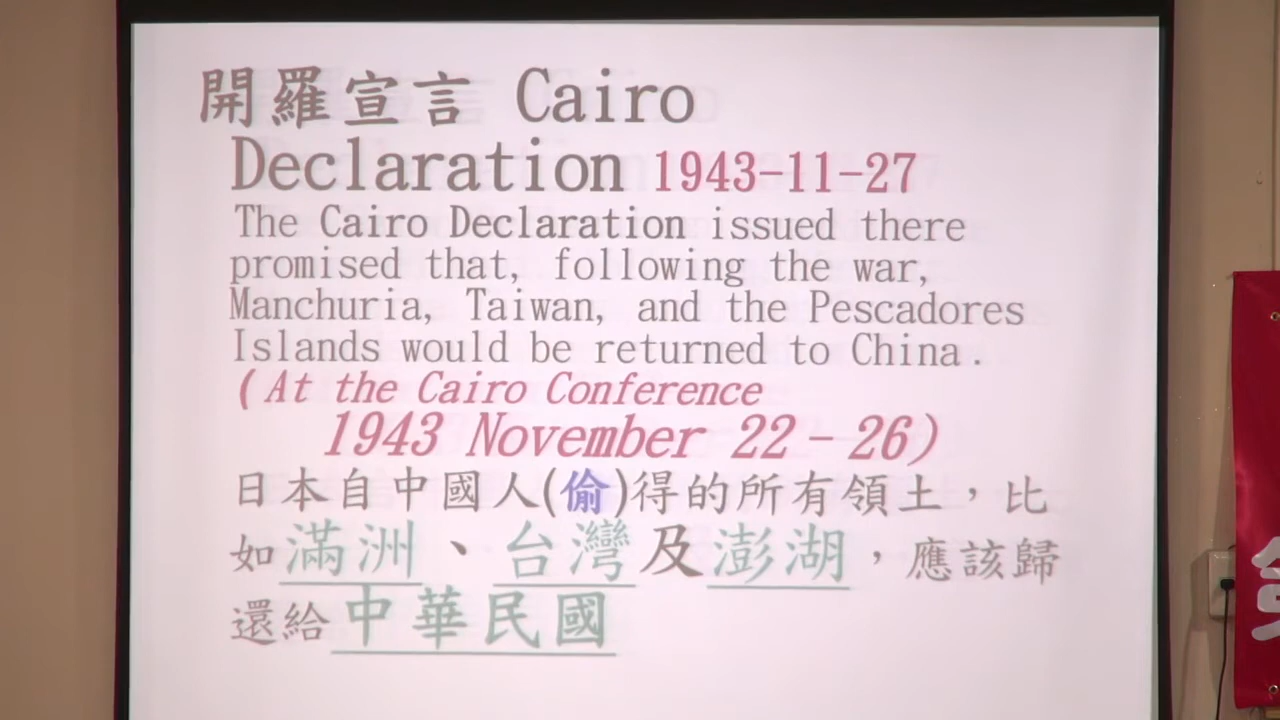 開羅宣言 Cairo
Declaration 1943-11-27
The Cairo Declaration issued there
promised that, following the war,
Manchuria, Taiwan, and the Pescadores
Islands would be returned to China.
(At the Cairo Conference
1943 November 22-26)
日本自中國人(偷)得的所有領土，比
如滿洲、台灣及澎湖，應該歸
還給中華民國